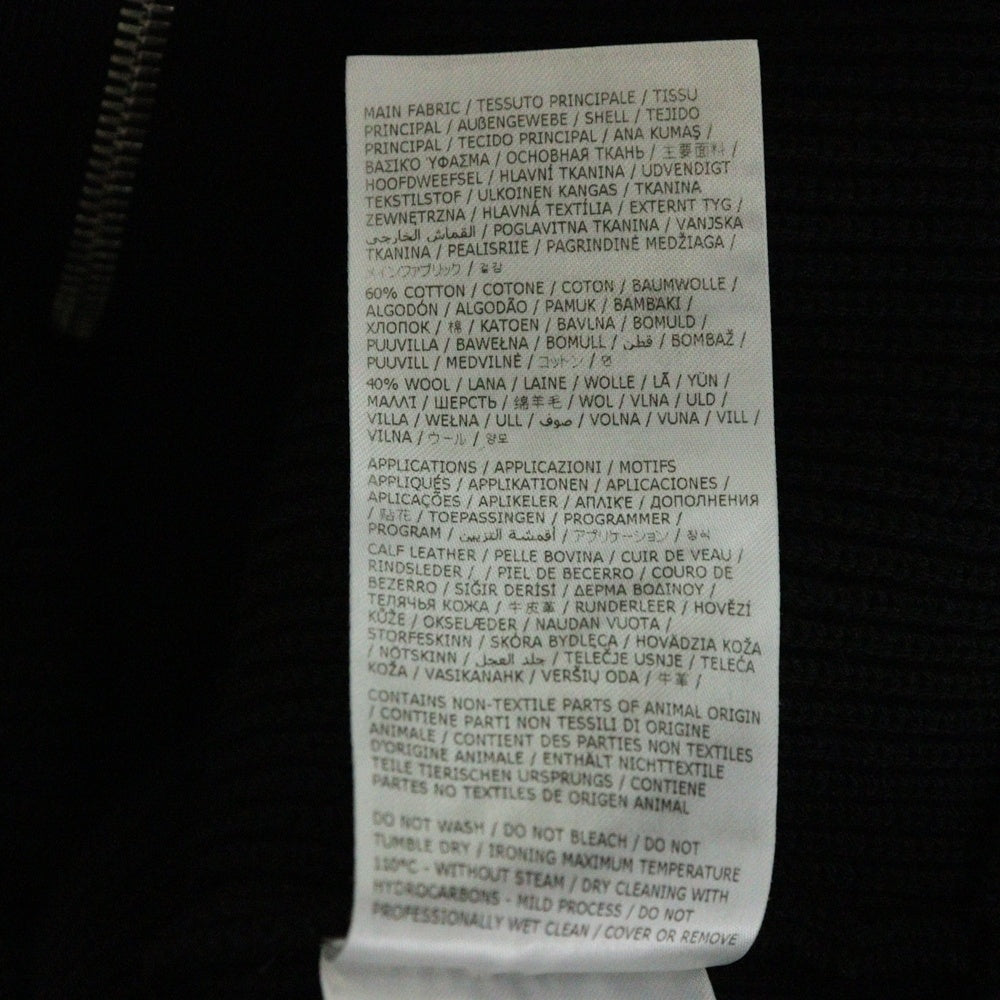 MAIN FABRIC / TESSUTO PRINCIPALE / TISSU
PRINCIPAL / AUßENGEWEBE / SHELL / TEJIDO
PRINCIPAL / TECIDO PRINCIPAL / ANA KUMAŞ /
ΒΑΣΙΚΌ ΎΦΑΣΜΑ / ОСНОВНАЯ ТКАНЬ / 主要面料 /
HOOFDWEEFSEL / HLAVNÍ TKANINA / UDVENDIGT
TEKSTILSTOF / ULKOINEN KANGAS / TKANINA
ZEWNĘTRZNA / HLAVNÁ TEXTÍLIA / EXTERNT TYG /
القماش الخارجي / POGLAVITNA TKANINA / VANJSKA
TKANINA / PEALISRIIE / PAGRINDINĖ MEDŽIAGA /
メインファブリック / 겉감
60% COTTON / COTONE / COTON / BAUMWOLLE /
ALGODÓN / ALGODÃO / PAMUK / ΒΑΜΒΑΚΙ /
ХЛОПОК / 棉 / KATOEN / BAVLNA / BOMULD /
PUUVILLA / BAWEŁNA / BOMULL / قطن / BOMBAŽ /
PUUVILL / MEDVILNĖ / コットン / 면
40% WOOL / LANA / LAINE / WOLLE / LÃ / YÜN /
ΜΑΛΛΊ / ШЕРСТЬ / 绵羊毛 / WOL / VLNA / ULD /
VILLA / WEŁNA / ULL / صوف / VOLNA / VUNA / VILL /
VILNA / ウール / 양모
APPLICATIONS / APPLICAZIONI / MOTIFS
APPLIQUÉS / APPLIKATIONEN / APLICACIONES /
APLICAÇÕES / APLIKELER / ΑΠΛΙΚΈ / ДОПОЛНЕНИЯ
/ 贴花 / TOEPASSINGEN / PROGRAMMER /
PROGRAM / أقمشة التزيين / アプリケーション / 장식
CALF LEATHER / PELLE BOVINA / CUIR DE VEAU /
RINDSLEDER / / PIEL DE BECERRO / COURO DE
BEZERRO / SIĞIR DERİSİ / ΔΕΡΜΑ ΒΟΔΙΝΟΥ /
ТЕЛЯЧЬЯ КОЖА / 牛皮革 / RUNDERLEER / HOVĚZÍ
KŮŽE / OKSELÆDER / NAUDAN VUOTA /
STORFESKINN / SKÓRA BYDLĘCA / HOVÄDZIA KOŽA
/ NÖTSKINN / جلد العجل / TELEČJE USNJE / TELEĆA
KOŽA / VASIKANAHK / VERŠIŲ ODA / 牛革 /
CONTAINS NON-TEXTILE PARTS OF ANIMAL ORIGIN
/ CONTIENE PARTI NON TESSILI DI ORIGINE
ANIMALE / CONTIENT DES PARTIES NON TEXTILES
D'ORIGINE ANIMALE / ENTHÄLT NICHTTEXTILE
TEILE TIERISCHEN URSPRUNGS / CONTIENE
PARTES NO TEXTILES DE ORIGEN ANIMAL
DO NOT WASH / DO NOT BLEACH / DO NOT
TUMBLE DRY / IRONING MAXIMUM TEMPERATURE
110°C - WITHOUT STEAM / DRY CLEANING WITH
HYDROCARBONS - MILD PROCESS / DO NOT
PROFESSIONALLY WET CLEAN / COVER OR REMOVE